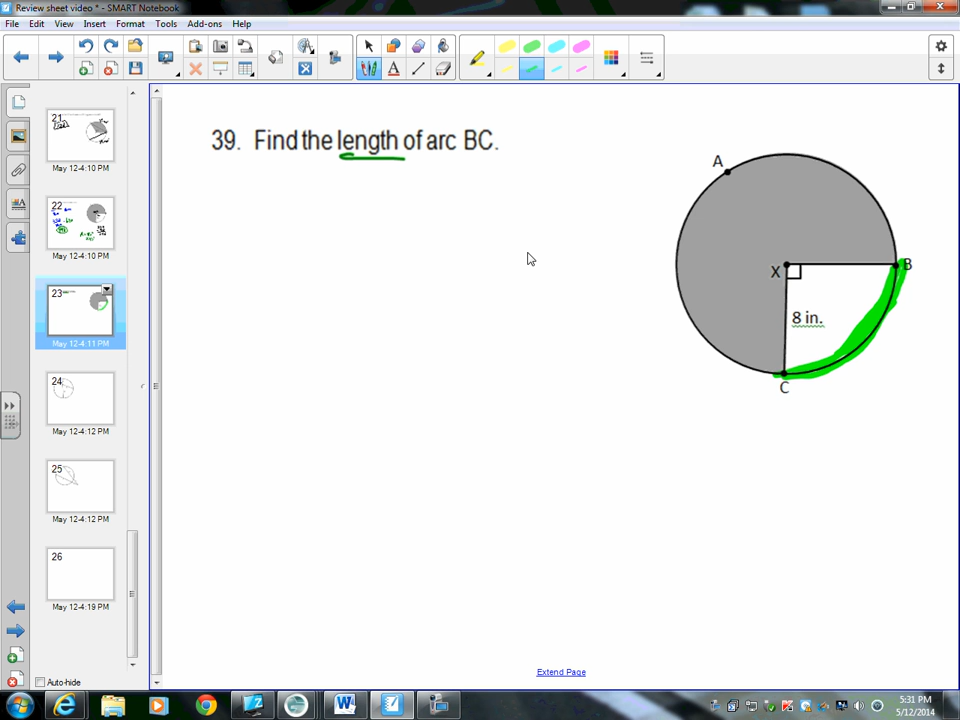 Review sheet video * - SMART Notebook
File Edit View Insert Format Tools Add-ons Help
21
May 12-4:10 PM
22
May 12-4:10 PM
23
May 12-4:11 PM
24
May 12-4:12 PM
25
May 12-4:12 PM
26
May 12-4:19 PM
Auto-hide
39. Find the length of arc BC.
A
X
B
8 in.
C
Extend Page
5:31 PM
5/12/2014